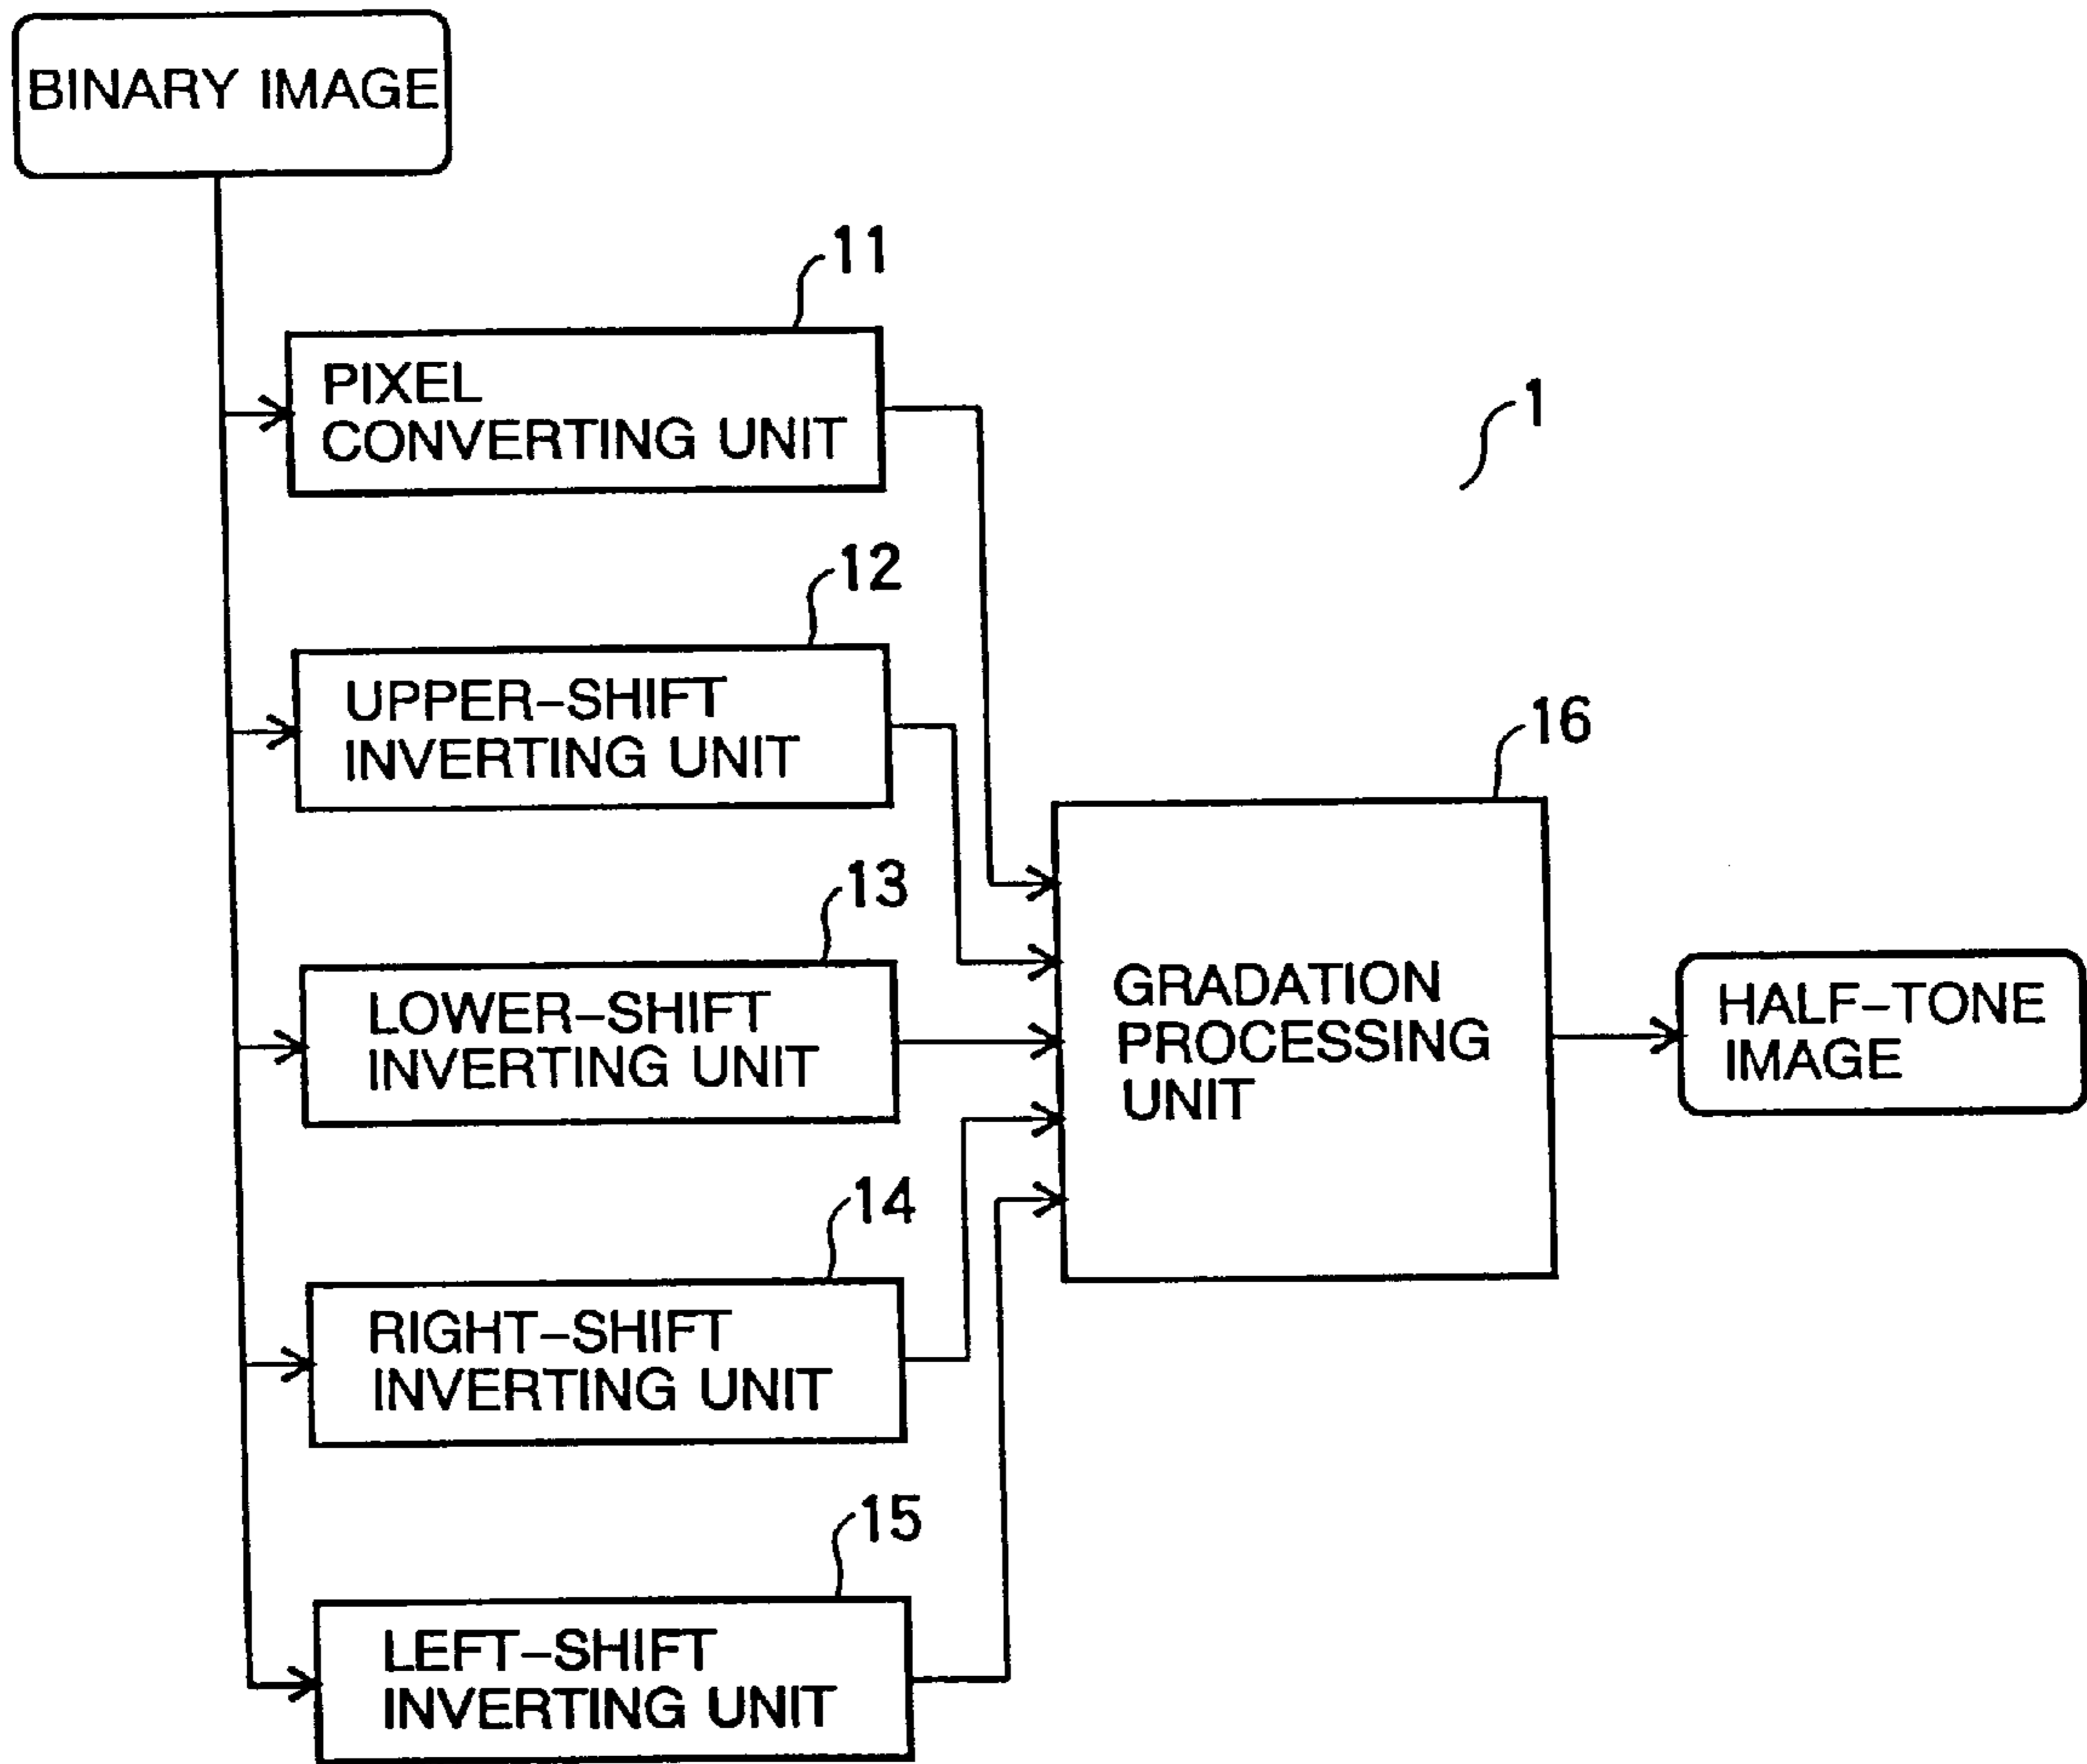 BINARY IMAGE
11
PIXEL
CONVERTING UNIT
1
12
UPPER-SHIFT
INVERTING UNIT
16
13
LOWER-SHIFT
INVERTING UNIT
GRADATION
PROCESSING
UNIT
HALF-TONE
IMAGE
14
RIGHT-SHIFT
INVERTING UNIT
15
LEFT-SHIFT
INVERTING UNIT